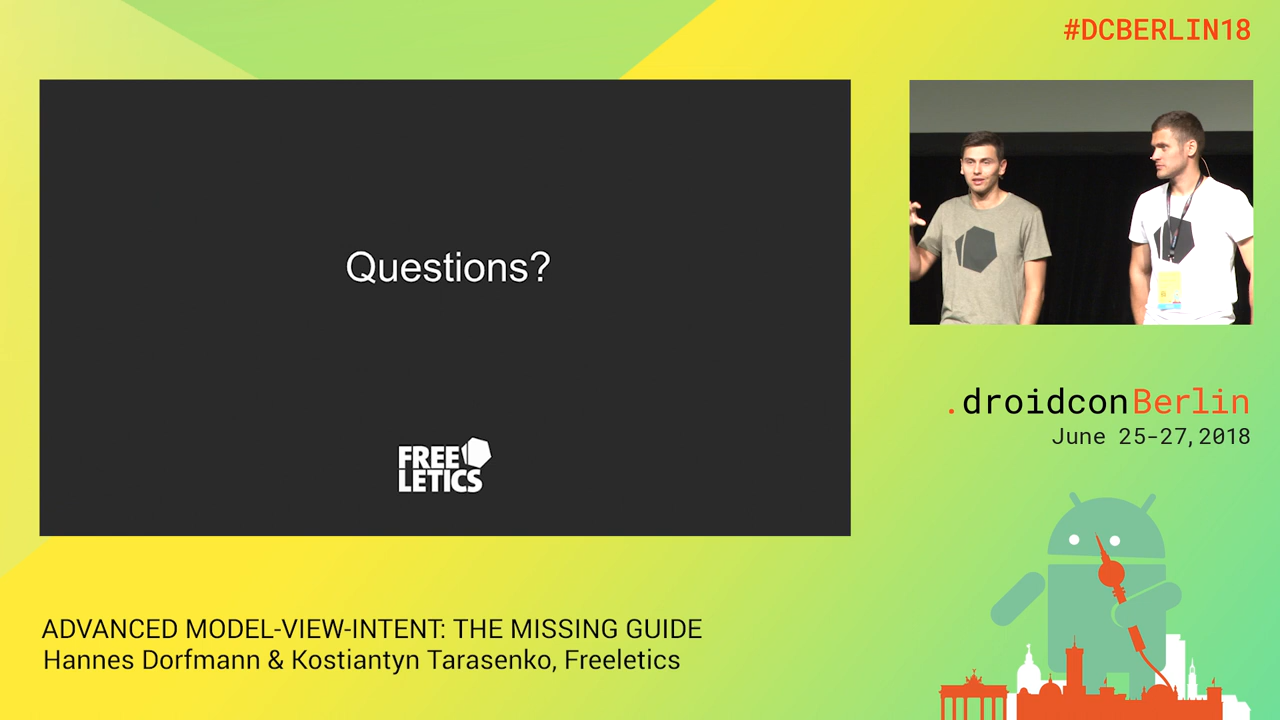 #DCBERLIN18
Questions?
FREE
LETICS
.droidconBerlin
June 25-27, 2018
ADVANCED MODEL-VIEW-INTENT: THE MISSING GUIDE
Hannes Dorfmann & Kostiantyn Tarasenko, Freeletics